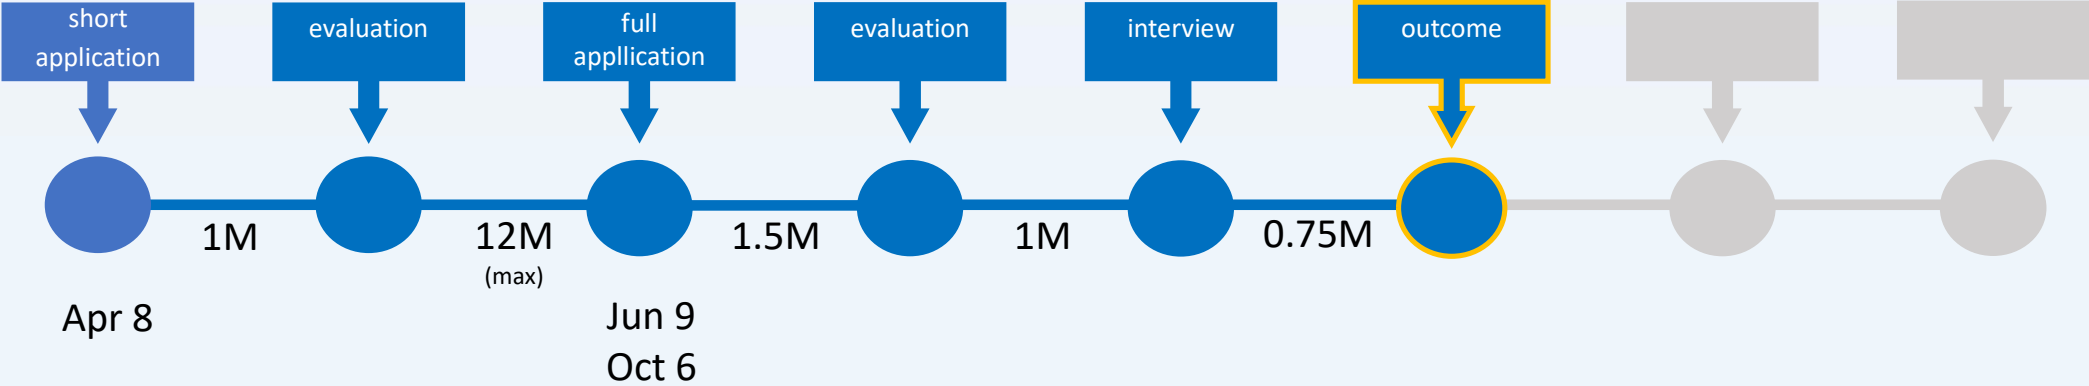 short
application
evaluation
full
appllication
evaluation
interview
outcome
1M
12M
(max)
1.5M
1M
0.75M
Apr 8
Jun 9
Oct 6